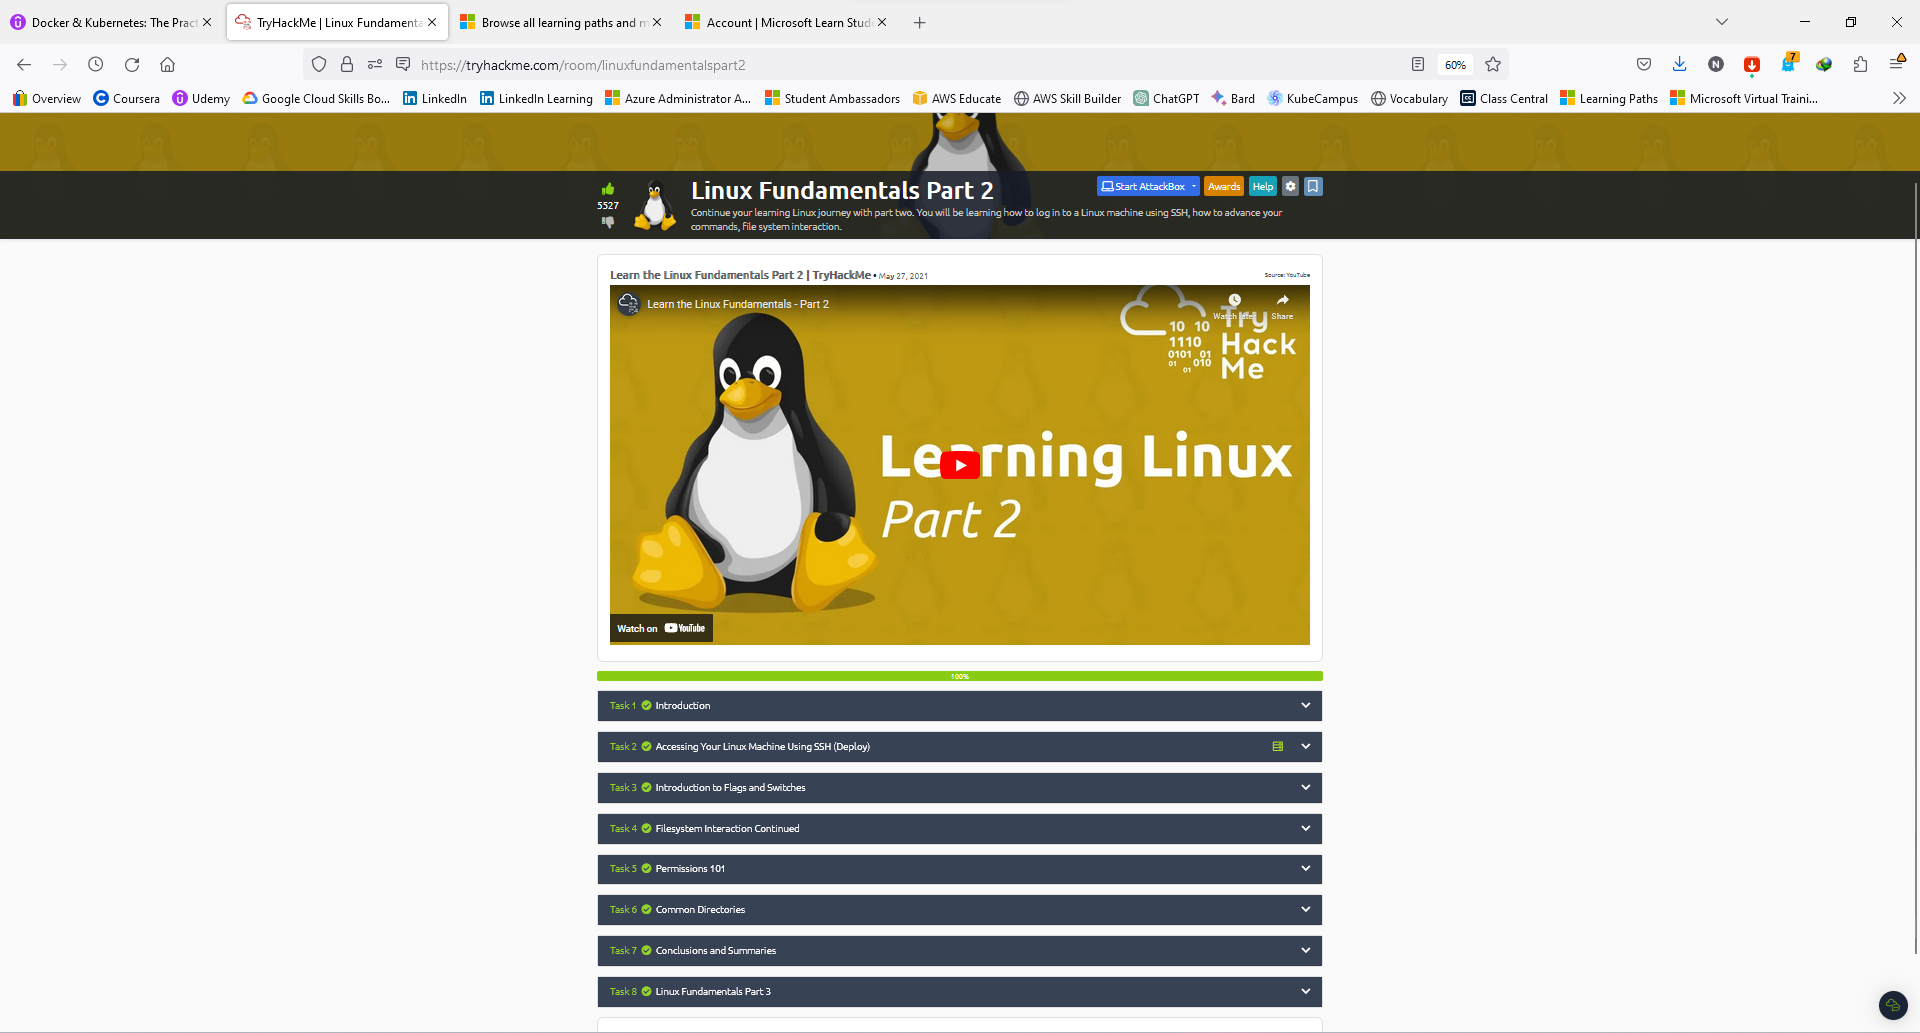 Docker & Kubernetes: The Pract
TryHackMe | Linux Fundamenta
Browse all learning paths and m
Account | Microsoft Learn Stud
https://tryhackme.com/room/linuxfundamentalspart2
60%
N
7
Overview
Coursera
Udemy
Google Cloud Skills Bo...
LinkedIn
LinkedIn Learning
Azure Administrator A...
Student Ambassadors
AWS Educate
AWS Skill Builder
ChatGPT
Bard
KubeCampus
Vocabulary
Class Central
Learning Paths
Microsoft Virtual Traini...
5527
Linux Fundamentals Part 2
Start AttackBox
Awards
Help
Continue your learning Linux journey with part two. You will be learning how to log in to a Linux machine using SSH, how to advance your
commands, file system interaction.
Learn the Linux Fundamentals Part 2 | TryHackMe • May 27, 2021
Source: YouTube
Learn the Linux Fundamentals - Part 2
Watch later
Share
10 10
1110
0101 01
01 010
01
Try
Hack
Me
Learning Linux
Part 2
Watch on YouTube
100%
Task 1 Introduction
Task 2 Accessing Your Linux Machine Using SSH (Deploy)
Task 3 Introduction to Flags and Switches
Task 4 Filesystem Interaction Continued
Task 5 Permissions 101
Task 6 Common Directories
Task 7 Conclusions and Summaries
Task 8 Linux Fundamentals Part 3